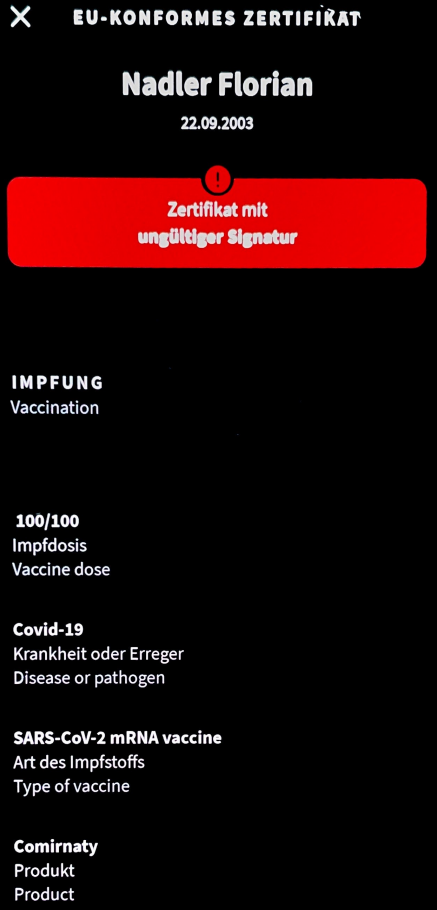 EU-KONFORMES ZERTIFIKAT
Nadler Florian
22.09.2003
!
Zertifikat mit
ungültiger Signatur
IMPFUNG
Vaccination
100/100
Impfdosis
Vaccine dose
Covid-19
Krankheit oder Erreger
Disease or pathogen
SARS-CoV-2 mRNA vaccine
Art des Impfstoffs
Type of vaccine
Comirnaty
Produkt
Product